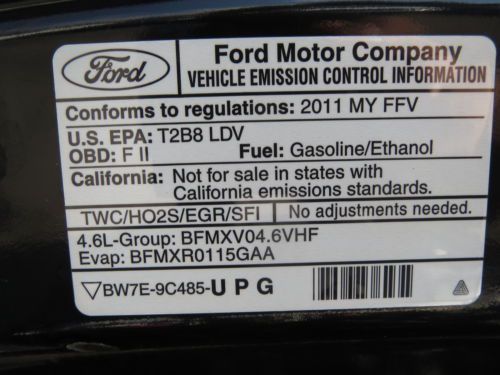 Ford
Ford Motor Company
VEHICLE EMISSION CONTROL INFORMATION
Conforms to regulations: 2011 MY FFV
U.S. EPA: T2B8 LDV
OBD: F II Fuel: Gasoline/Ethanol
California: Not for sale in states with
California emissions standards.
TWC/HO2S/EGR/SFI No adjustments needed.
4.6L-Group: BFMXV04.6VHF
Evap: BFMXR0115GAA
BW7E-9C485-U P G